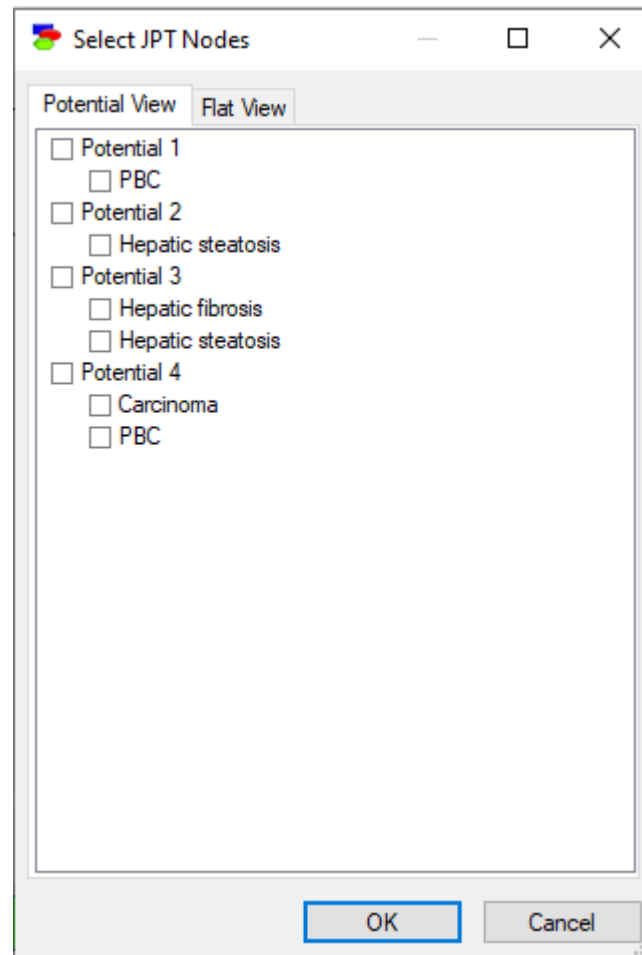 Select JPT Nodes
Potential View Flat View
Potential 1
PBC
Potential 2
Hepatic steatosis
Potential 3
Hepatic fibrosis
Hepatic steatosis
Potential 4
Carcinoma
PBC
OK Cancel